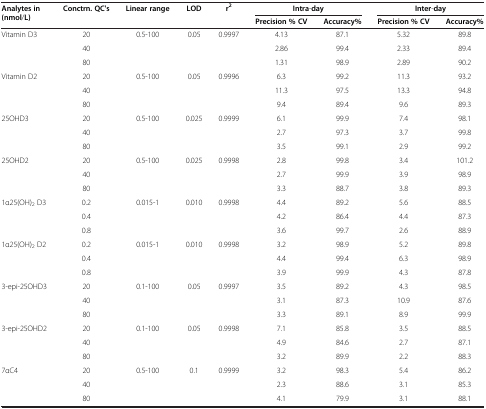 Analytes in (nmol/L) Conctrn. QC's Linear range LOD r² Intra-day Inter-day
Precision % CV Accuracy% Precision % CV Accuracy%
Vitamin D3 20 0.5-100 0.05 0.9997 4.13 87.1 5.32 89.8
40 2.86 99.4 2.33 89.4
80 1.31 98.9 2.89 90.2
Vitamin D2 20 0.5-100 0.05 0.9996 6.3 99.2 11.3 93.2
40 11.3 97.5 13.3 94.8
80 9.4 89.4 9.6 89.3
25OHD3 20 0.5-100 0.025 0.9999 6.1 99.9 7.4 98.1
40 2.7 97.3 3.7 99.8
80 3.5 99.1 2.9 99.2
25OHD2 20 0.5-100 0.025 0.9998 2.8 99.8 3.4 101.2
40 2.7 99.9 3.9 98.9
80 3.3 88.7 3.8 89.3
1α25(OH)₂ D3 0.2 0.015-1 0.010 0.9998 4.4 89.2 5.6 88.5
0.4 4.2 86.4 4.4 87.3
0.8 3.6 99.7 2.6 88.9
1α25(OH)₂ D2 0.2 0.015-1 0.010 0.9998 3.2 98.9 5.2 89.8
0.4 4.4 99.4 6.3 98.9
0.8 3.9 99.9 4.3 87.8
3-epi-25OHD3 20 0.1-100 0.05 0.9997 3.5 89.2 4.3 98.5
40 3.1 87.3 10.9 87.6
80 3.3 89.1 8.9 99.9
3-epi-25OHD2 20 0.1-100 0.05 0.9998 7.1 85.8 3.5 88.5
40 4.9 84.6 2.7 87.1
80 3.2 89.9 2.2 88.3
7αC4 20 0.5-100 0.1 0.9999 3.2 98.3 5.4 86.2
40 2.3 88.6 3.1 85.3
80 4.1 79.9 3.1 88.1